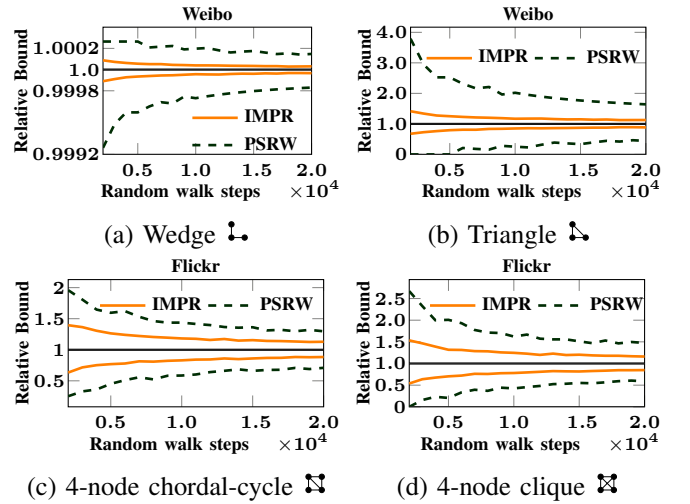 Weibo
Relative Bound
1.0002
1.0
0.9998
0.9992
IMPR
PSRW
0.5 1.0 1.5 2.0
Random walk steps ×10^4
(a) Wedge
Weibo
Relative Bound
4.0
3.0
2.0
1.0
0
IMPR PSRW
0.5 1.0 1.5 2.0
Random walk steps ×10^4
(b) Triangle
Flickr
Relative Bound
2
1.5
1
0.5
IMPR PSRW
0.5 1.0 1.5 2.0
Random walk steps ×10^4
(c) 4-node chordal-cycle
Flickr
Relative Bound
2.5
2.0
1.5
1.0
0.5
0
IMPR PSRW
0.5 1.0 1.5 2.0
Random walk steps ×10^4
(d) 4-node clique